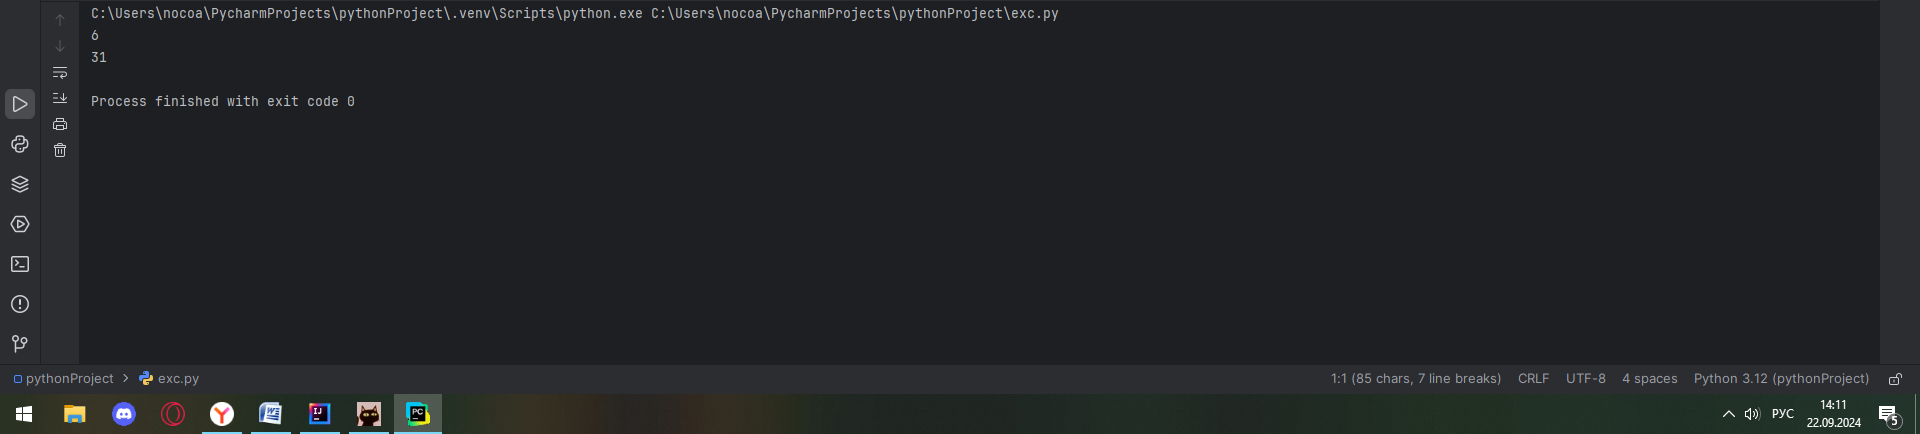 C:\Users\nocoa\PycharmProjects\pythonProject\.venv\Scripts\python.exe C:\Users\nocoa\PycharmProjects\pythonProject\exc.py
6
31
Process finished with exit code 0
pythonProject > exc.py 1:1 (85 chars, 7 line breaks) CRLF UTF-8 4 spaces Python 3.12 (pythonProject)
W IJ PC Y РУС 14:11
22.09.2024 5